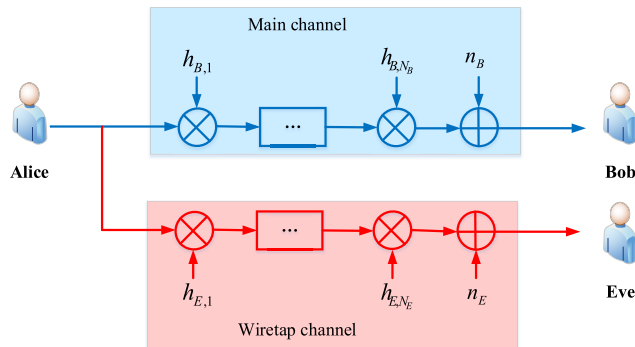 Main channel
h_{B,1}
h_{B,N_B}
n_B
...
Alice
Bob
...
h_{E,1}
h_{E,N_E}
n_E
Eve
Wiretap channel